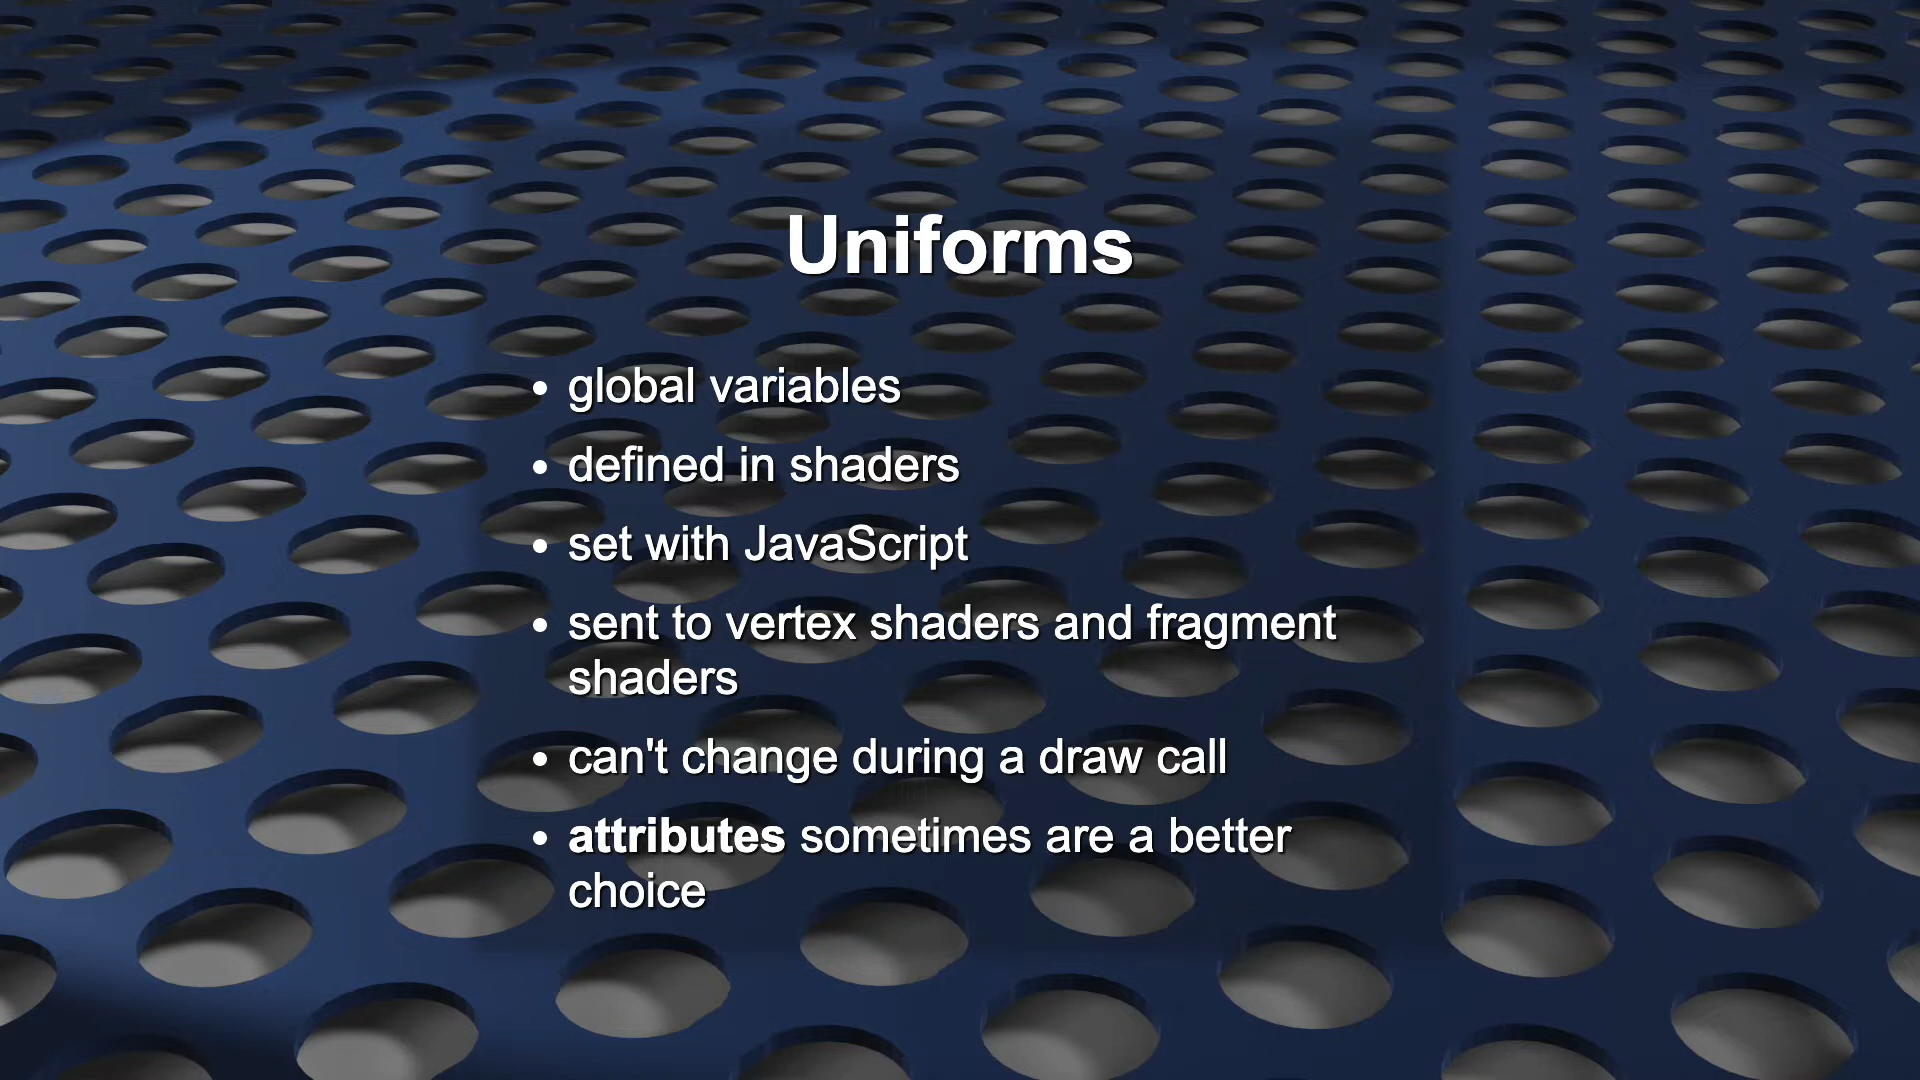 Uniforms
• global variables
• defined in shaders
• set with JavaScript
• sent to vertex shaders and fragment
shaders
• can't change during a draw call
• attributes sometimes are a better
choice